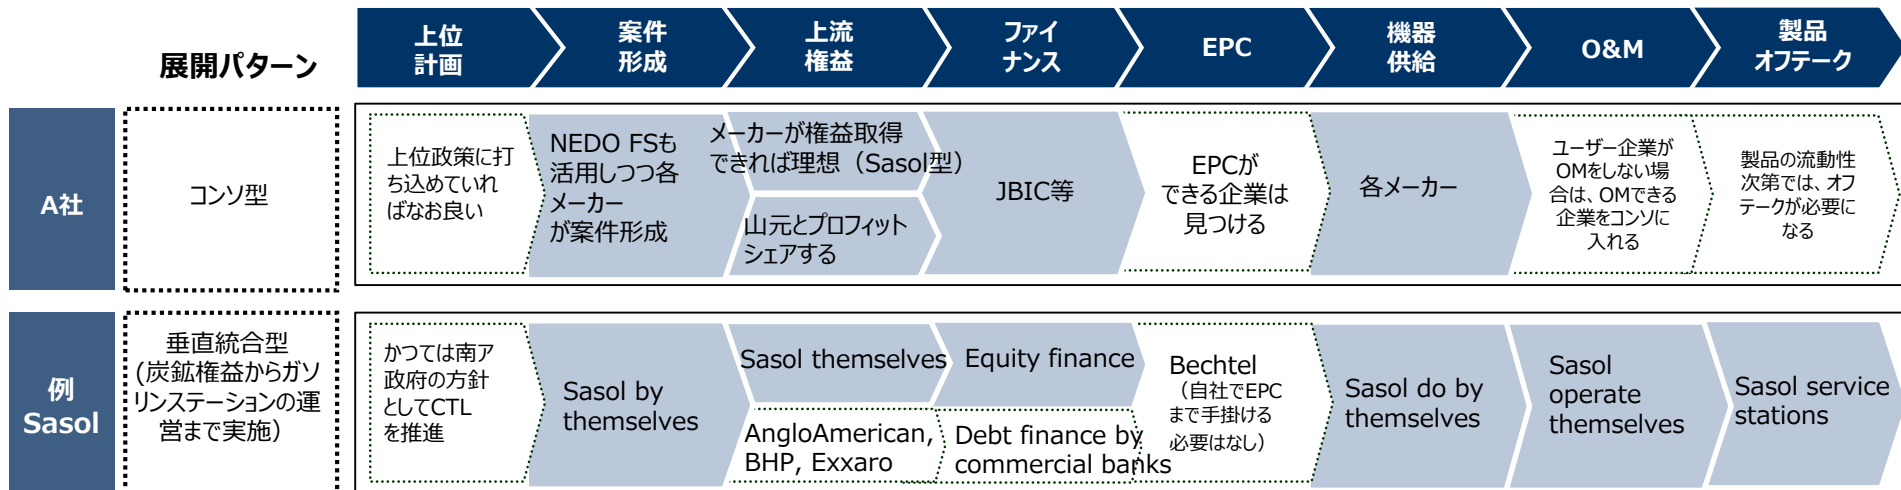 展開パターン
上位
計画
案件
形成
上流
権益
ファイ
ナンス
EPC
機器
供給
O&M
製品
オフテーク
A社
コンソ型
上位政策に打
ち込めていれ
ばなお良い
NEDO FSも
活用しつつ各
メーカー
が案件形成
メーカーが権益取得
できれば理想（Sasol型）
山元とプロフィット
シェアする
JBIC等
EPCが
できる企業は
見つける
各メーカー
ユーザー企業が
OMをしない場
合は、OMできる
企業をコンソに
入れる
製品の流動性
次第では、オフ
テークが必要に
なる
例
Sasol
垂直統合型
(炭鉱権益からガソ
リンステーションの運
営まで実施）
かつては南ア
政府の方針
としてCTL
を推進
Sasol by
themselves
Sasol themselves
AngloAmerican,
BHP, Exxaro
Equity finance
Debt finance by
commercial banks
Bechtel
（自社でEPC
まで手掛ける
必要はなし）
Sasol do by
themselves
Sasol
operate
themselves
Sasol service
stations